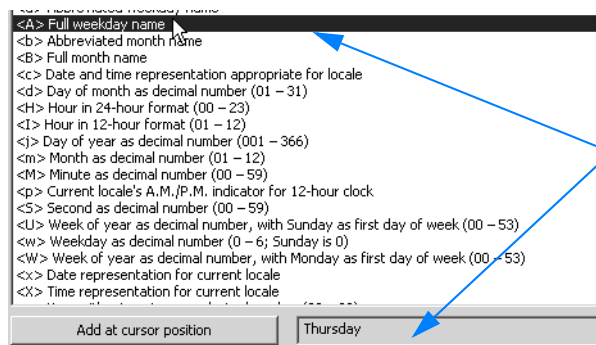 <A> Full weekday name
<b> Abbreviated month name
<B> Full month name
<c> Date and time representation appropriate for locale
<d> Day of month as decimal number (01 – 31)
<H> Hour in 24-hour format (00 – 23)
<I> Hour in 12-hour format (01 – 12)
<j> Day of year as decimal number (001 – 366)
<m> Month as decimal number (01 – 12)
<M> Minute as decimal number (00 – 59)
<p> Current locale's A.M./P.M. indicator for 12-hour clock
<S> Second as decimal number (00 – 59)
<U> Week of year as decimal number, with Sunday as first day of week (00 – 53)
<w> Weekday as decimal number (0 – 6; Sunday is 0)
<W> Week of year as decimal number, with Monday as first day of week (00 – 53)
<x> Date representation for current locale
<X> Time representation for current locale
Add at cursor position
Thursday